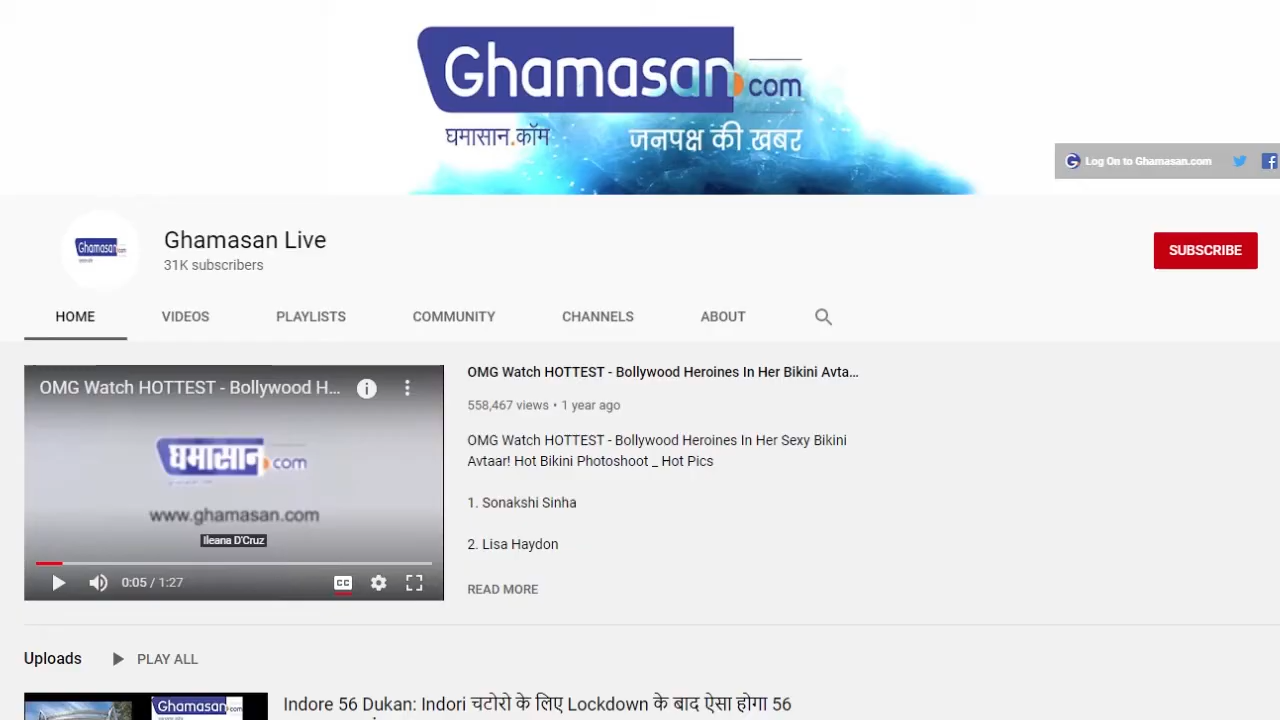 Ghamasan.com
घमासान.कॉम जनपक्ष की खबर
Log On to Ghamasan.com
Ghamasan
Ghamasan Live
31K subscribers
SUBSCRIBE
HOME VIDEOS PLAYLISTS COMMUNITY CHANNELS ABOUT
OMG Watch HOTTEST - Bollywood H...
घमासान.com
www.ghamasan.com
Ileana D'Cruz
0:05 / 1:27
CC
OMG Watch HOTTEST - Bollywood Heroines In Her Bikini Avta...
558,467 views • 1 year ago
OMG Watch HOTTEST - Bollywood Heroines In Her Sexy Bikini
Avtaar! Hot Bikini Photoshoot _ Hot Pics
1. Sonakshi Sinha
2. Lisa Haydon
READ MORE
Uploads PLAY ALL
Ghamasan.com
Indore 56 Dukan: Indori चटोरो के लिए Lockdown के बाद ऐसा होगा 56